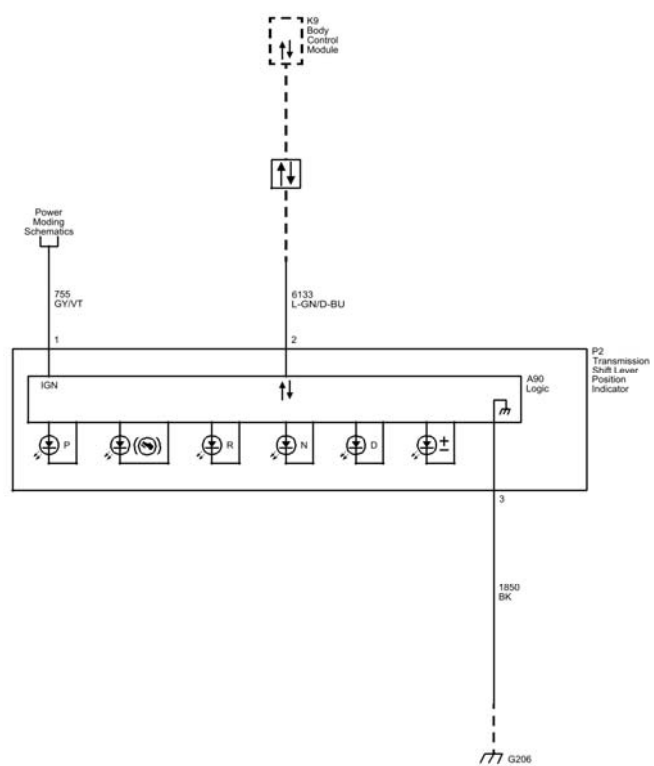 K9
Body
Control
Module
Power
Moding
Schematics
755
GY/VT
6133
L-GN/D-BU
1
2
P2
Transmission
Shift Lever
Position
Indicator
IGN
A90
Logic
P
R
N
D
±
3
1850
BK
G206